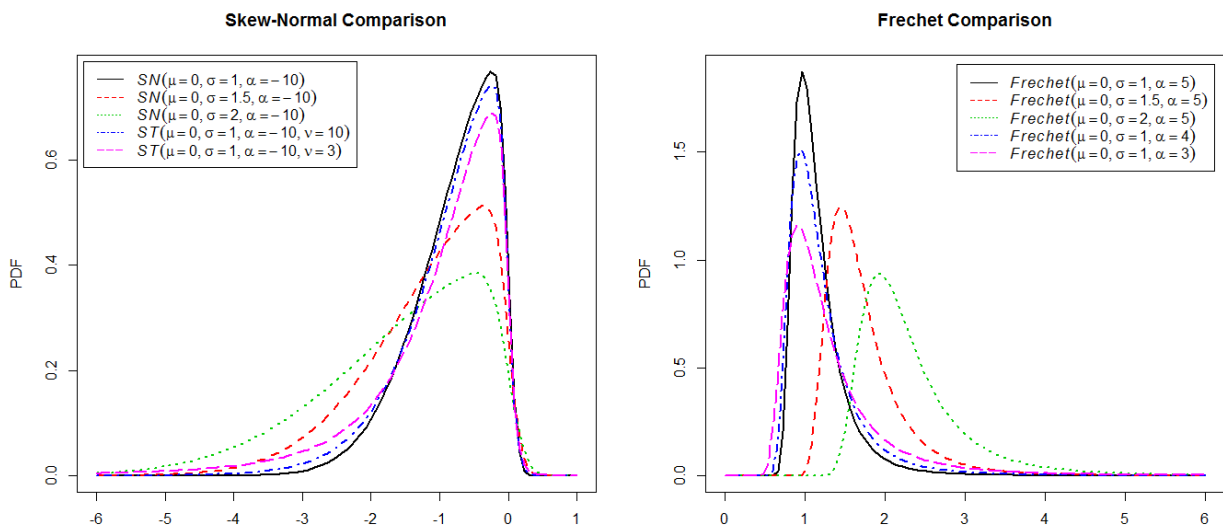 Skew-Normal Comparison
SN(μ = 0, σ = 1, α = −10)
SN(μ = 0, σ = 1.5, α = −10)
SN(μ = 0, σ = 2, α = −10)
ST(μ = 0, σ = 1, α = −10, ν = 10)
ST(μ = 0, σ = 1, α = −10, ν = 3)
PDF
0.6
0.4
0.2
0.0
-6 -5 -4 -3 -2 -1 0 1
Frechet Comparison
Frechet(μ = 0, σ = 1, α = 5)
Frechet(μ = 0, σ = 1.5, α = 5)
Frechet(μ = 0, σ = 2, α = 5)
Frechet(μ = 0, σ = 1, α = 4)
Frechet(μ = 0, σ = 1, α = 3)
PDF
1.5
1.0
0.5
0.0
0 1 2 3 4 5 6